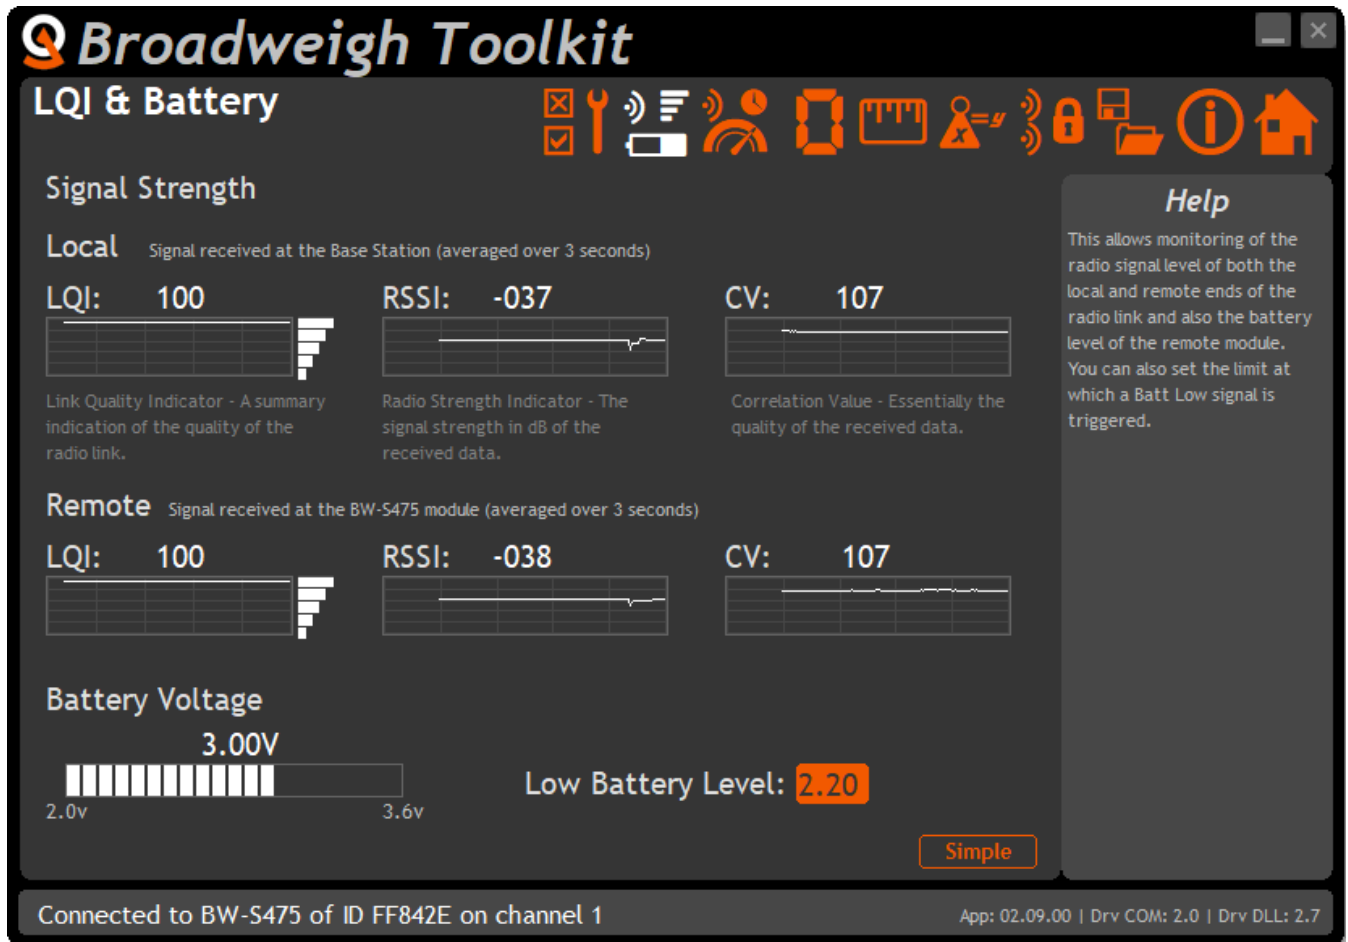 Broadweigh Toolkit
LQI & Battery
Signal Strength
Local Signal received at the Base Station (averaged over 3 seconds)
LQI: 100 RSSI: -037 CV: 107
Link Quality Indicator - A summary
indication of the quality of the
radio link.
Radio Strength Indicator - The
signal strength in dB of the
received data.
Correlation Value - Essentially the
quality of the received data.
Remote Signal received at the BW-S475 module (averaged over 3 seconds)
LQI: 100 RSSI: -038 CV: 107
Battery Voltage
3.00V
2.0v 3.6v
Low Battery Level: 2.20
Simple
Help
This allows monitoring of the
radio signal level of both the
local and remote ends of the
radio link and also the battery
level of the remote module.
You can also set the limit at
which a Batt Low signal is
triggered.
Connected to BW-S475 of ID FF842E on channel 1
App: 02.09.00 | Drv COM: 2.0 | Drv DLL: 2.7